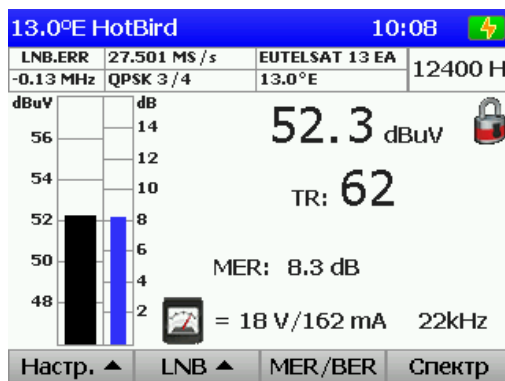 13.0ºE HotBird 10:08
LNB.ERR 27.501 MS/s EUTELSAT 13 EA 12400 H
-0.13 MHz QPSK 3/4 13.0°E
dBuV dB
56 14
12
54 10
52 8
6
50 4
48 2
52.3 dBuV
TR: 62
MER: 8.3 dB
= 18 V/162 mA 22kHz
Настр. ▲ LNB ▲ MER/BER Спектр